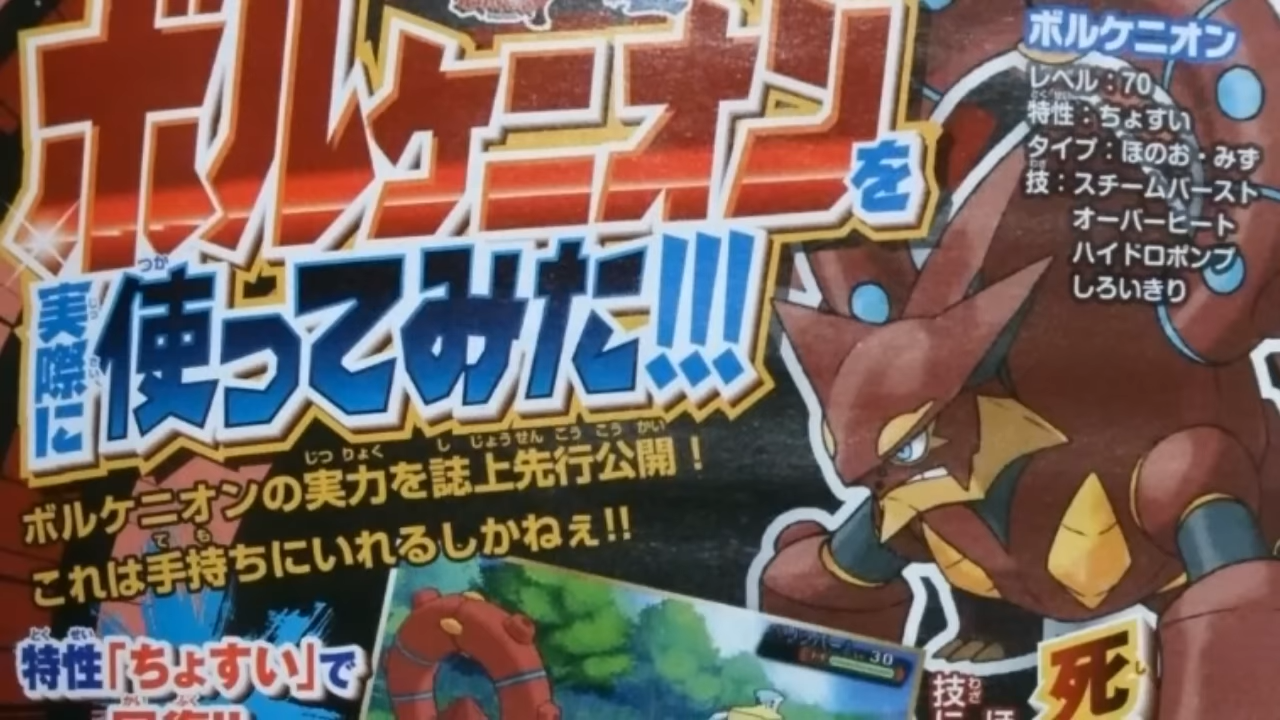 ボルケニオンを
実際に使ってみた!!!
ボルケニオンの実力を誌上先行公開！
これは手持ちにいれるしかねぇ!!
特性「ちょすい」で
ボルケニオン
レベル：70
特性：ちょすい
タイプ：ほのお・みず
技：スチームバースト
オーバーヒート
ハイドロポンプ
しろいきり
30
技に
死